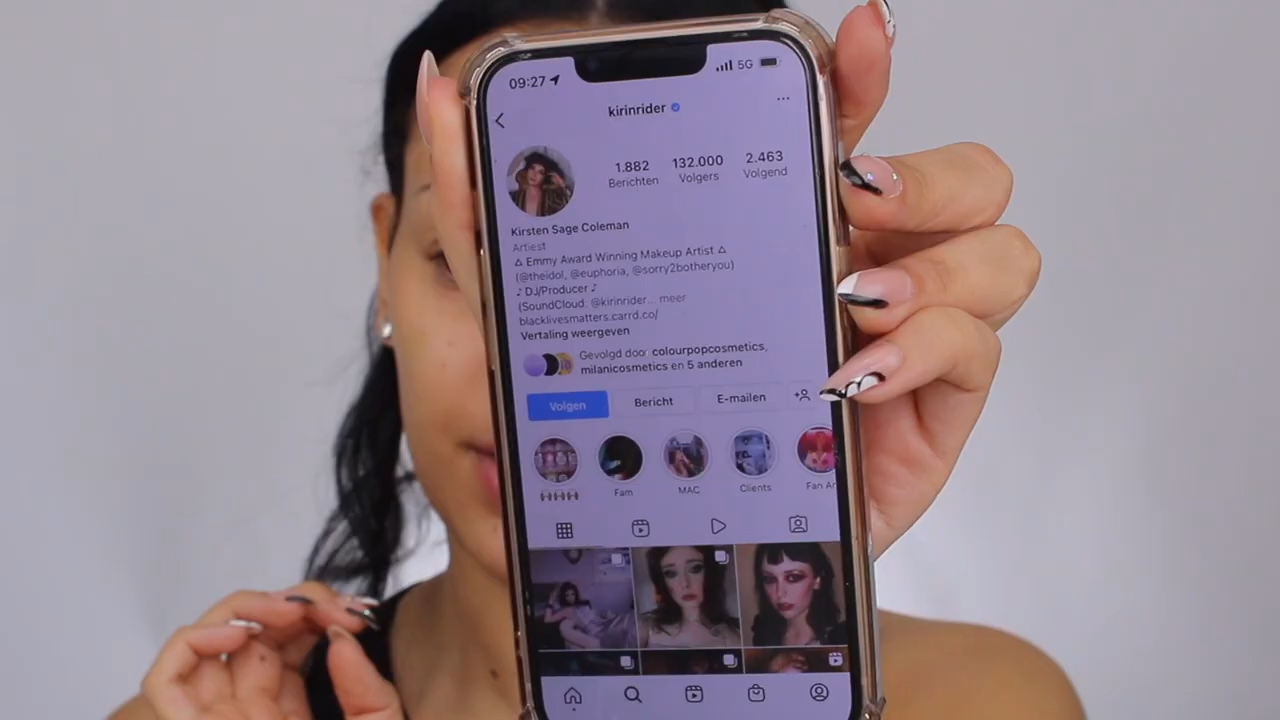 09:27
5G
kirinrider
1.882 132.000 2.463
Berichten Volgers Volgend
Kirsten Sage Coleman
Artiest
△ Emmy Award Winning Makeup Artist △
(@theidol, @euphoria, @sorry2botheryou)
♪ DJ/Producer ♪
(SoundCloud: @kirinrider... meer
blacklivesmatters.carrd.co/
Vertaling weergeven
Gevolgd door colourpopcosmetics,
milanicosmetics en 5 anderen
Volgen Bericht E-mailen
Fam MAC Clients Fan Ar